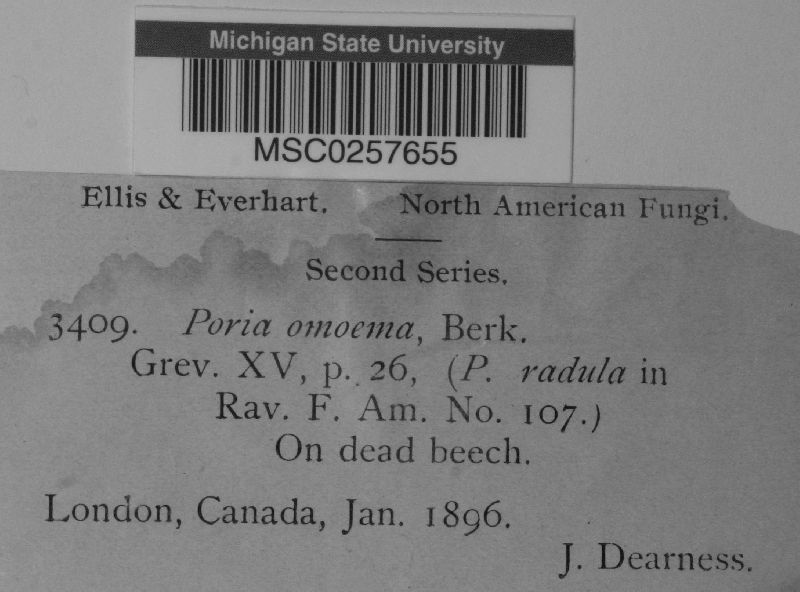 Michigan State University
MSC0257655
Ellis & Everhart. North American Fungi.
Second Series.
3409. Poria omoema, Berk.
Grev. XV, p. 26, (P. radula in
Rav. F. Am. No. 107.)
On dead beech.
London, Canada, Jan. 1896.
J. Dearness.